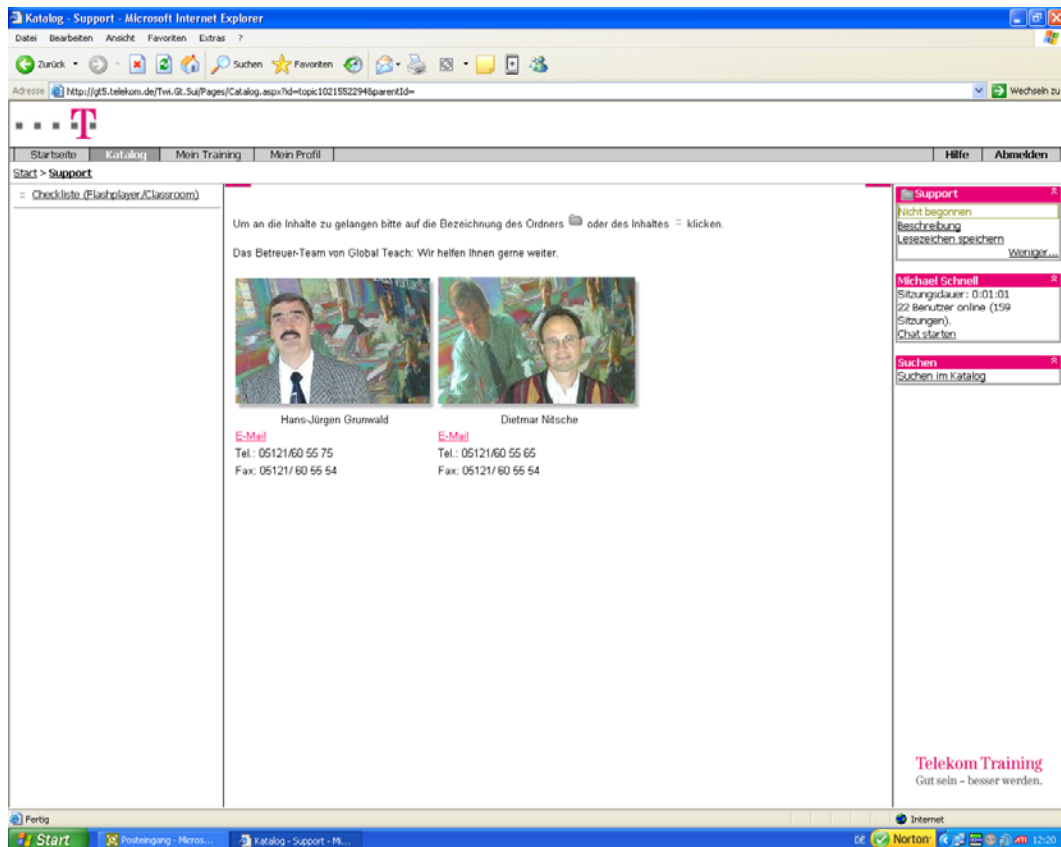 Katalog - Support - Microsoft Internet Explorer
Datei Bearbeiten Ansicht Favoriten Extras ?
Zurück Suchen Favoriten
Adresse http://gt5.telekom.de/Twi.Gt.Sui/Pages/Catalog.aspx?id=topic1021552294&parentId= Wechseln zu
T
Startseite Katalog Mein Training Mein Profil Hilfe Abmelden
Start > Support
:: Checkliste (Flashplayer/Classroom)
Um an die Inhalte zu gelangen bitte auf die Bezeichnung des Ordners oder des Inhaltes :: klicken.
Das Betreuer-Team von Global Teach: Wir helfen Ihnen gerne weiter.
Hans-Jürgen Grunwald
E-Mail
Tel.: 05121/60 55 75
Fax: 05121/ 60 55 54
Dietmar Nitsche
E-Mail
Tel.: 05121/60 55 65
Fax: 05121/ 60 55 54
Support
Nicht begonnen
Beschreibung
Lesezeichen speichern
Weniger...
Michael Schnell
Sitzungsdauer: 0:01:01
22 Benutzer online (159
Sitzungen).
Chat starten
Suchen
Suchen im Katalog
Telekom Training
Gut sein – besser werden.
Fertig Internet
Start Posteingang - Micros... Katalog - Support - Mi... DE Norton 12:20